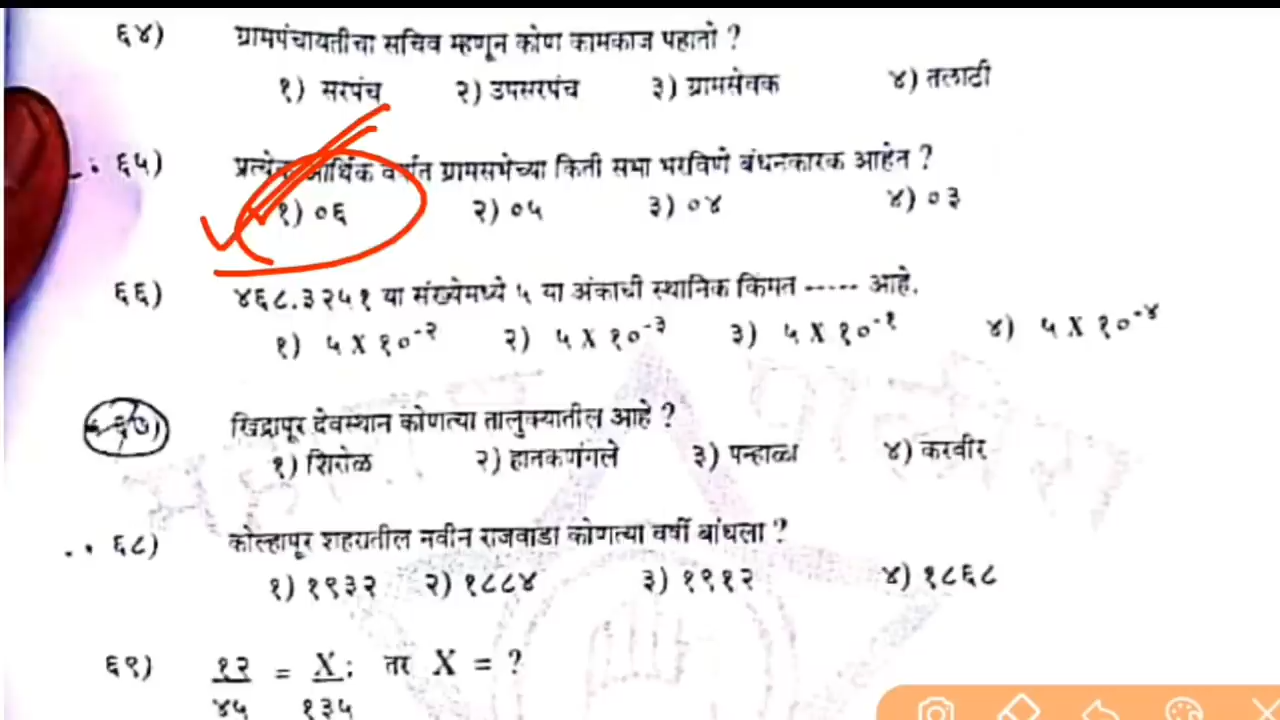 ६४) ग्रामपंचायतीचा सचिव म्हणून कोण कामकाज पहातो ?
१) सरपंच २) उपसरपंच ३) ग्रामसेवक ४) तलाठी
६५) प्रत्येक आर्थिक वर्षात ग्रामसभेच्या किती सभा भरविणे बंधनकारक आहेत ?
१) ०६ २) ०५ ३) ०४ ४) ०३
६६) ४६८.३२५१ या संख्येमध्ये ५ या अंकाची स्थानिक किंमत ----- आहे.
१) ५ X १०⁻² २) ५ X १०⁻³ ३) ५ X १०⁻¹ ४) ५ X १०⁻⁴
६७) खिद्रापूर देवस्थान कोणत्या तालुक्यातील आहे ?
१) शिरोळ २) हातकणंगले ३) पन्हाळा ४) करवीर
६८) कोल्हापूर शहरातील नवीन राजवाडा कोणत्या वर्षी बांधला ?
१) १९३२ २) १८८४ ३) १९१२ ४) १८६८
६९) १२ = X ; तर X = ?
४५ १३५